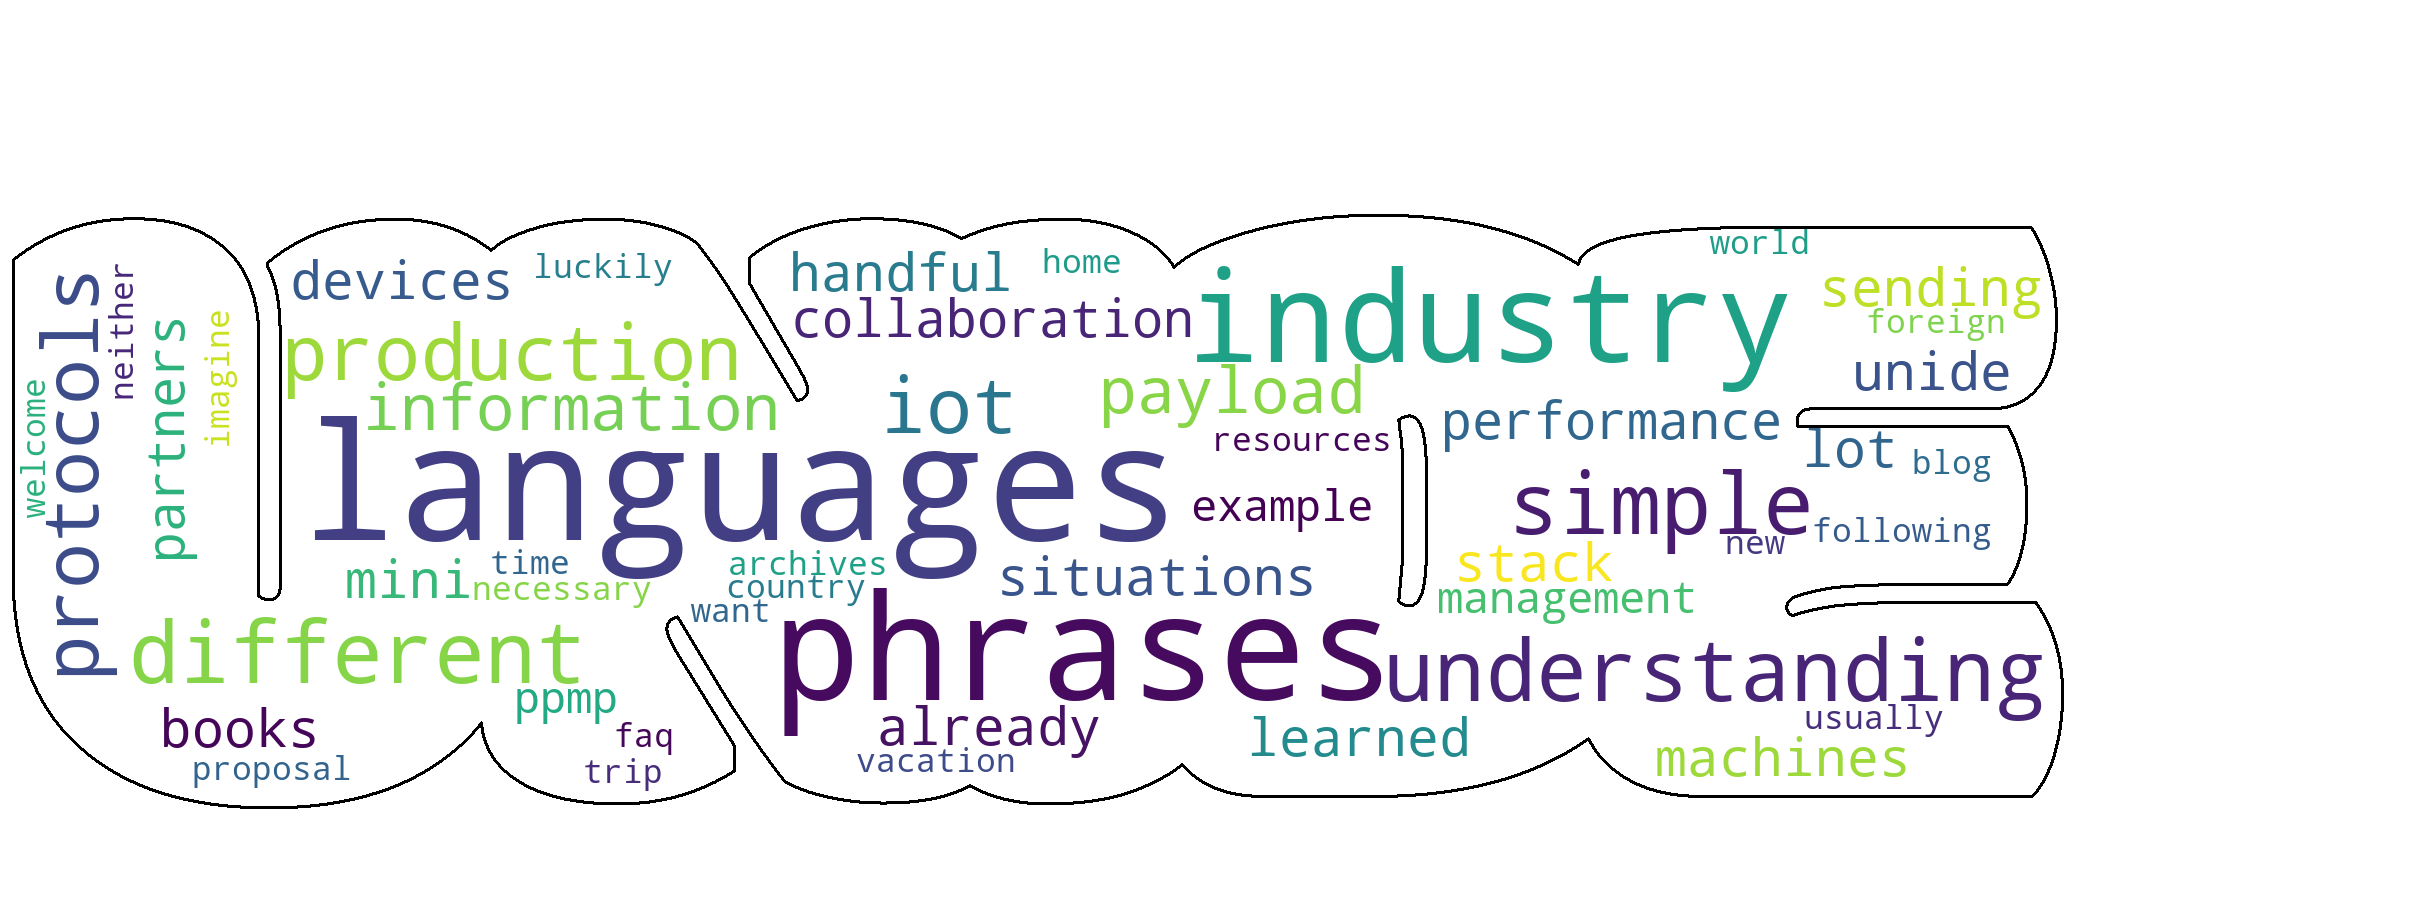 welcome
protocols
neither
partners
imagine
devices
luckily
handful
home
collaboration
industry
world
sending
foreign
unide
production
information
iot
payload
performance
resources
lot
blog
languages
example
simple
following
new
mini
time
necessary
archives
country
want
situations
stack
management
different
phrases
understanding
ppmp
books
faq
proposal
trip
already
vacation
learned
usually
machines